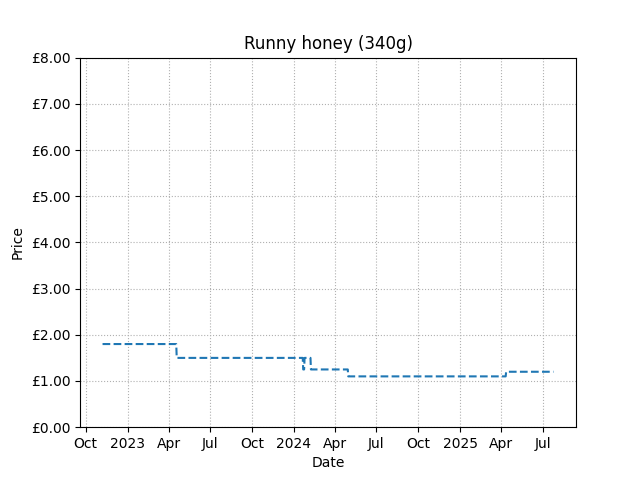 Runny honey (340g)
£8.00
£7.00
£6.00
£5.00
£4.00
£3.00
£2.00
£1.00
£0.00
Price
Oct 2023 Apr Jul Oct 2024 Apr Jul Oct 2025 Apr Jul
Date